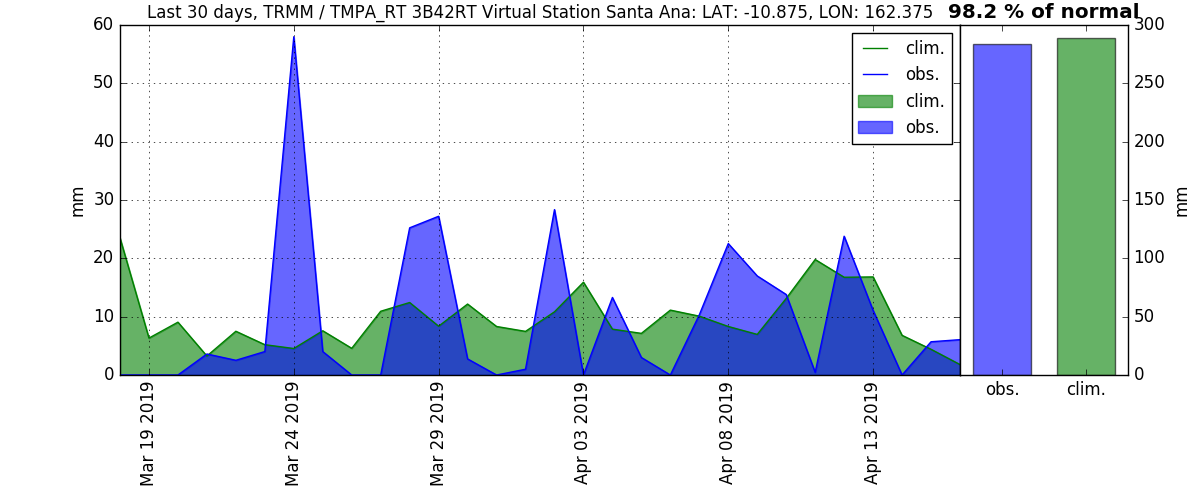 Last 30 days, TRMM / TMPA_RT 3B42RT Virtual Station Santa Ana: LAT: -10.875, LON: 162.375
98.2 % of normal
60
50
40
30
20
10
0
mm
clim.
obs.
clim.
obs.
Mar 19 2019
Mar 24 2019
Mar 29 2019
Apr 03 2019
Apr 08 2019
Apr 13 2019
300
250
200
150
100
50
0
mm
obs.
clim.